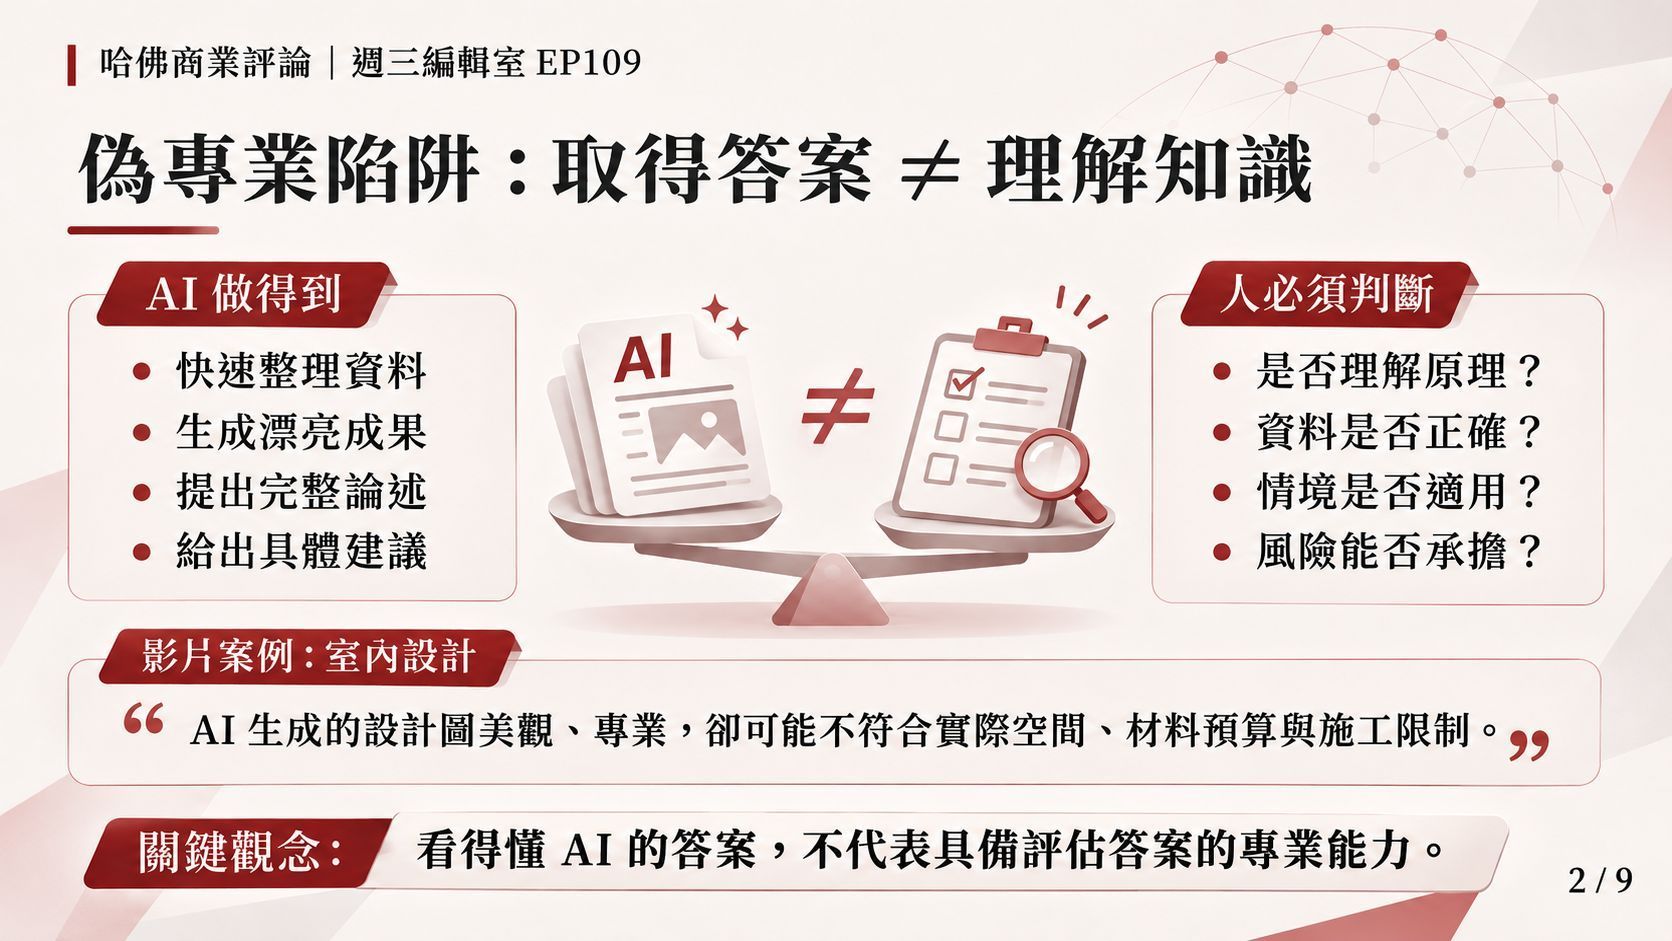 哈佛商業評論｜週三編輯室 EP109
偽專業陷阱：取得答案 ≠ 理解知識
AI 做得到
快速整理資料
生成漂亮成果
提出完整論述
給出具體建議
AI
≠
人必須判斷
是否理解原理？
資料是否正確？
情境是否適用？
風險能否承擔？
影片案例：室內設計
“ AI 生成的設計圖美觀、專業，卻可能不符合實際空間、材料預算與施工限制。”
關鍵觀念： 看得懂 AI 的答案，不代表具備評估答案的專業能力。
2 / 9